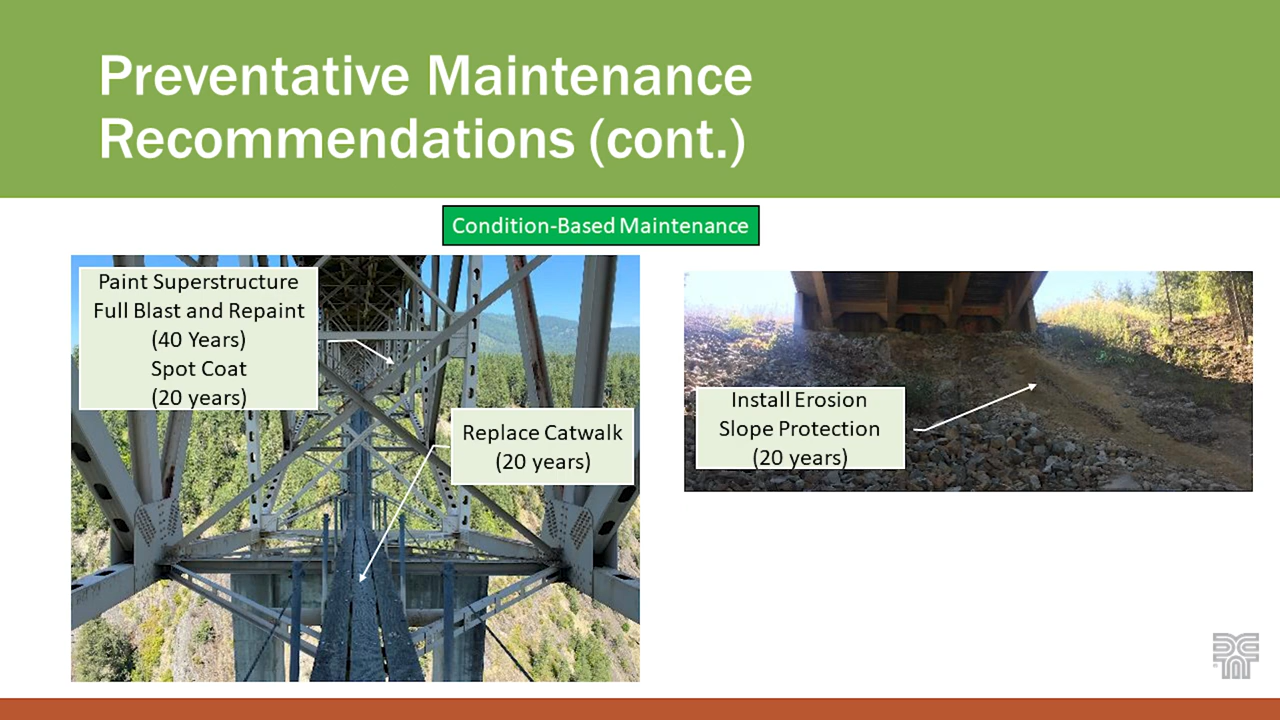 Preventative Maintenance
Recommendations (cont.)
Condition-Based Maintenance
Paint Superstructure
Full Blast and Repaint
(40 Years)
Spot Coat
(20 years)
Replace Catwalk
(20 years)
Install Erosion
Slope Protection
(20 years)